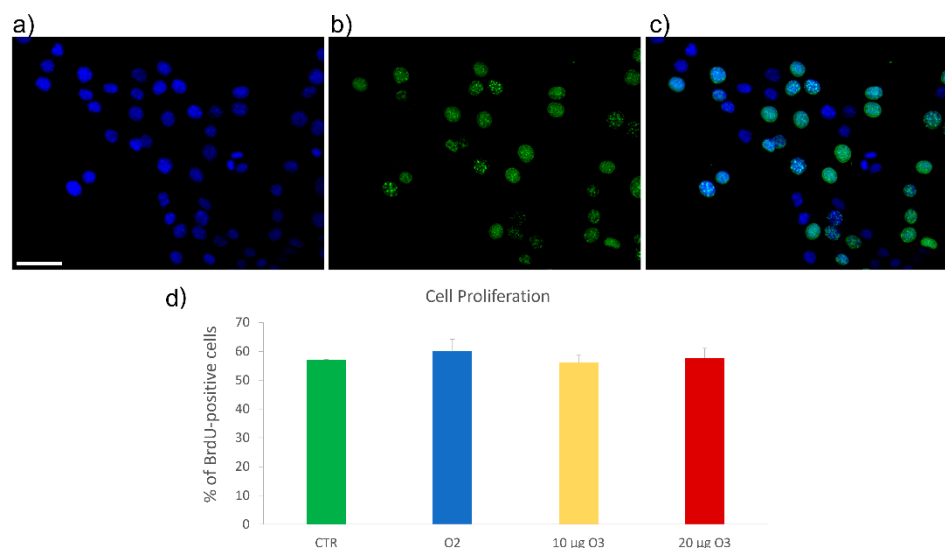 a)
b)
c)
d)
Cell Proliferation
% of BrdU-positive cells
70
60
50
40
30
20
10
0
CTR
O2
10 µg O3
20 µg O3